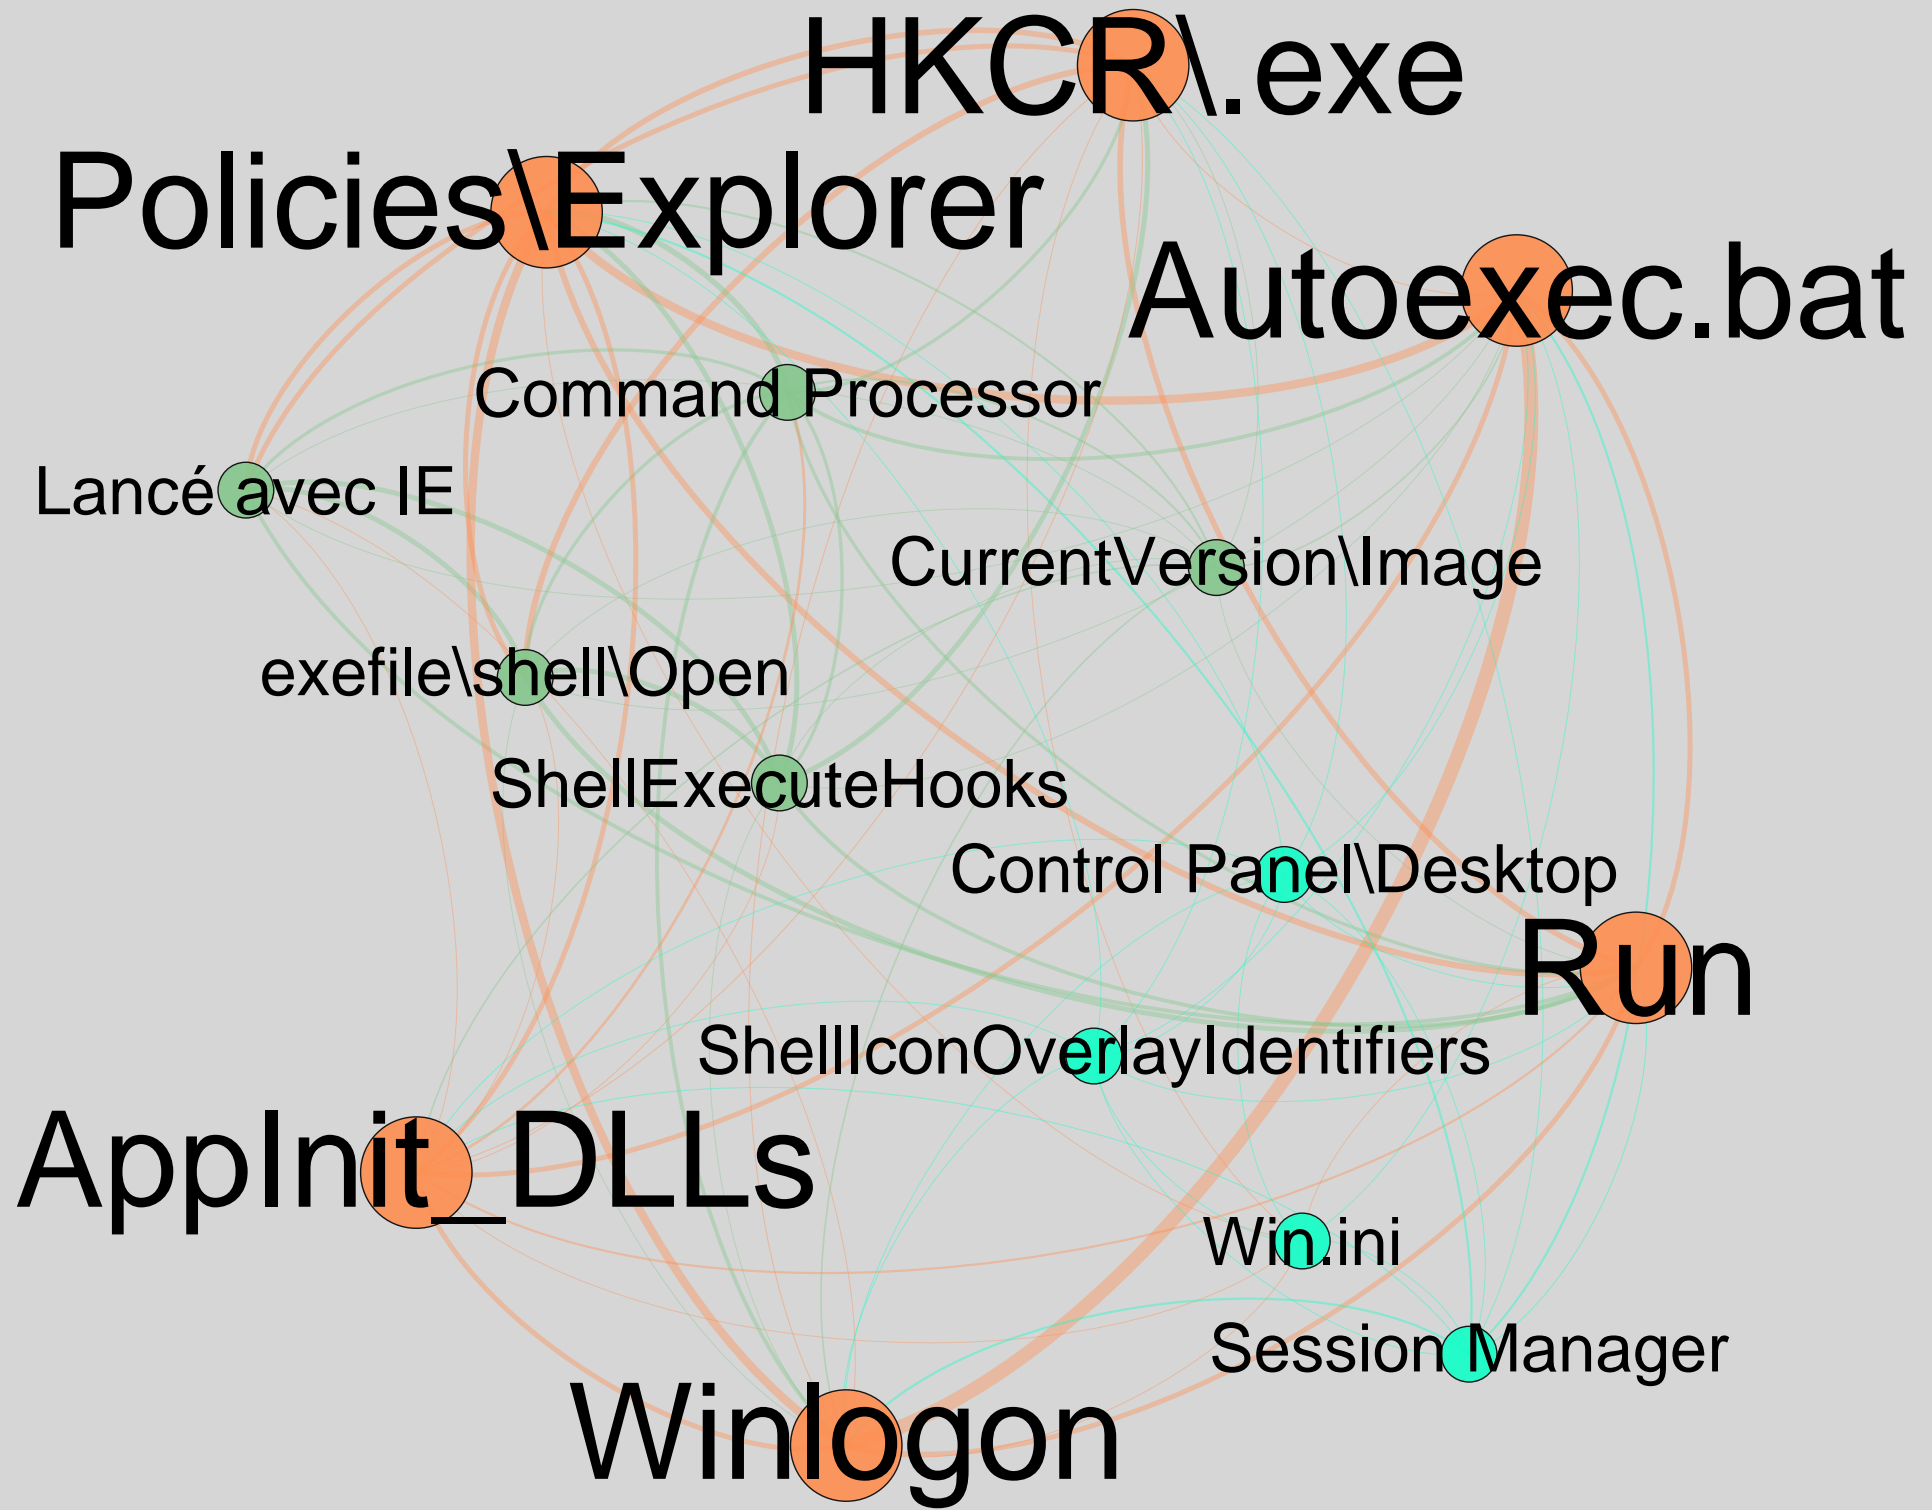 HKCR\.exe
Policies\Explorer
Autoexec.bat
Command Processor
Lancé avec IE
CurrentVersion\Image
exefile\shell\Open
ShellExecuteHooks
Control Panel\Desktop
Run
ShellIconOverlayIdentifiers
AppInit_DLLs
Win.ini
Session Manager
Winlogon